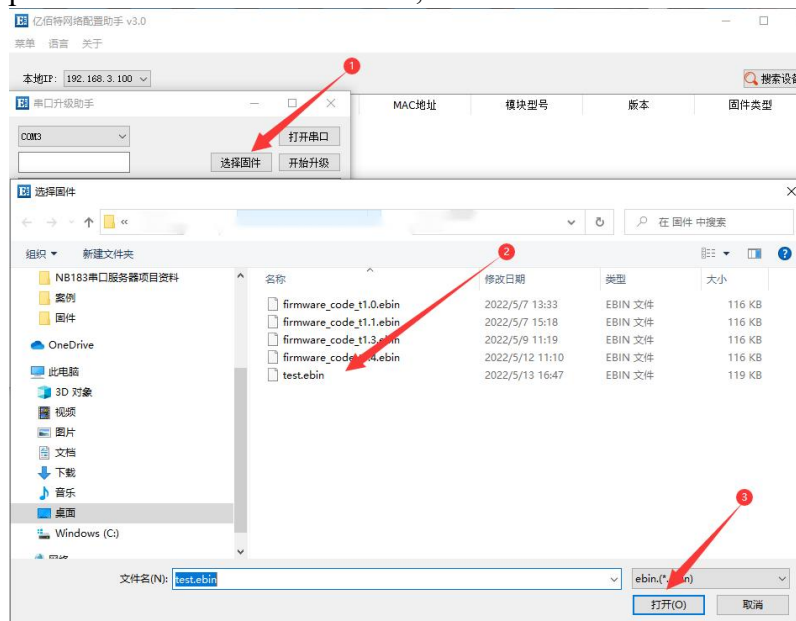 亿佰特网络配置助手 v3.0
菜单 语言 关于
本地IP: 192.168.3.100
搜索设备
1
串口升级助手
MAC地址 模块型号 版本 固件类型
COM3 打开串口
选择固件 开始升级
选择固件
«
在 固件 中搜索
组织 新建文件夹
2
NB183串口服务器项目资料
案例
固件
OneDrive
此电脑
3D 对象
视频
图片
文档
下载
音乐
桌面
Windows (C:)
名称 修改日期 类型 大小
firmware_code_t1.0.ebin 2022/5/7 13:33 EBIN 文件 116 KB
firmware_code_t1.1.ebin 2022/5/7 15:18 EBIN 文件 116 KB
firmware_code_t1.3.ebin 2022/5/9 11:19 EBIN 文件 116 KB
firmware_code_t1.4.ebin 2022/5/12 11:10 EBIN 文件 116 KB
test.ebin 2022/5/13 16:47 EBIN 文件 119 KB
3
文件名(N): test.ebin
打开(O) 取消